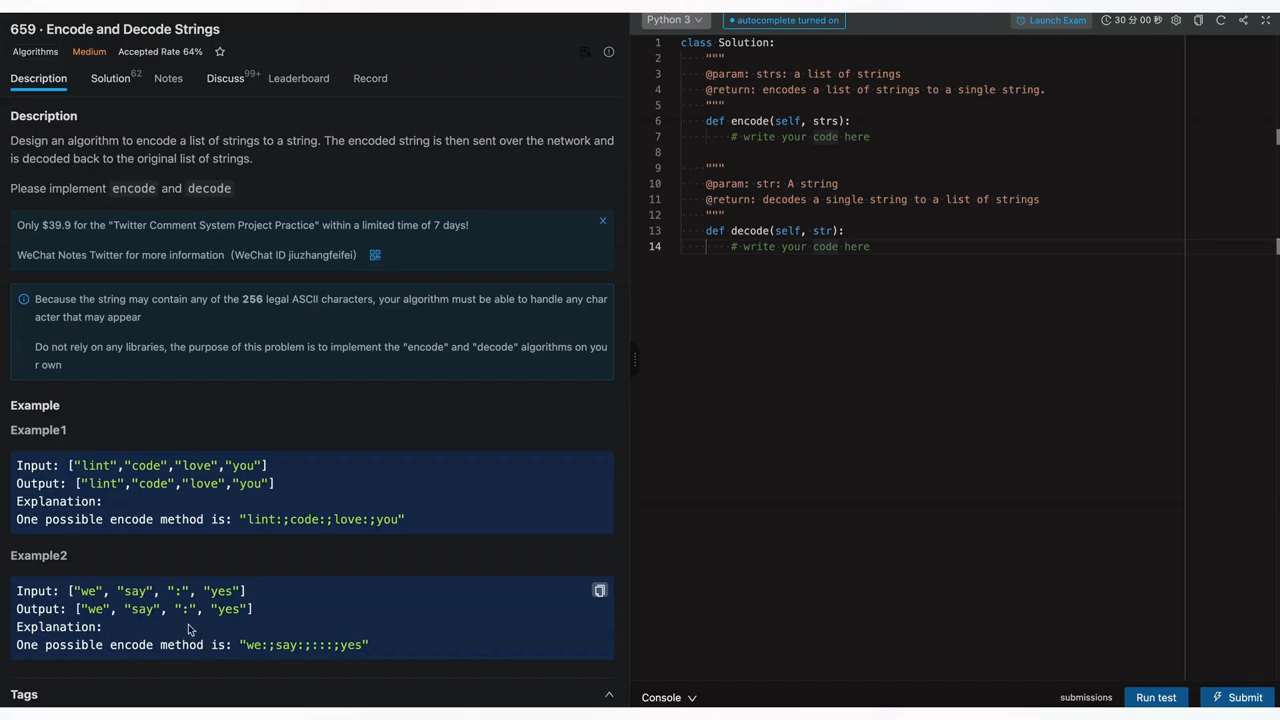 659 · Encode and Decode Strings
Algorithms Medium Accepted Rate 64%
Description Solution 62 Notes Discuss 99+ Leaderboard Record
Description
Design an algorithm to encode a list of strings to a string. The encoded string is then sent over the network and
is decoded back to the original list of strings.
Please implement encode and decode
Only $39.9 for the "Twitter Comment System Project Practice" within a limited time of 7 days!
WeChat Notes Twitter for more information（WeChat ID jiuzhangfeifei）
Because the string may contain any of the 256 legal ASCII characters, your algorithm must be able to handle any char
acter that may appear
Do not rely on any libraries, the purpose of this problem is to implement the "encode" and "decode" algorithms on you
r own
Example
Example1
Input: ["lint","code","love","you"]
Output: ["lint","code","love","you"]
Explanation:
One possible encode method is: "lint:;code:;love:;you"
Example2
Input: ["we", "say", ":", "yes"]
Output: ["we", "say", ":", "yes"]
Explanation:
One possible encode method is: "we:;say:;:::;yes"
Tags
Python 3 autocomplete turned on Launch Exam 30 分 00 秒
1 class Solution:
2 """
3 @param: strs: a list of strings
4 @return: encodes a list of strings to a single string.
5 """
6 def encode(self, strs):
7 # write your code here
8
9 """
10 @param: str: A string
11 @return: decodes a single string to a list of strings
12 """
13 def decode(self, str):
14 # write your code here
Console submissions Run test Submit